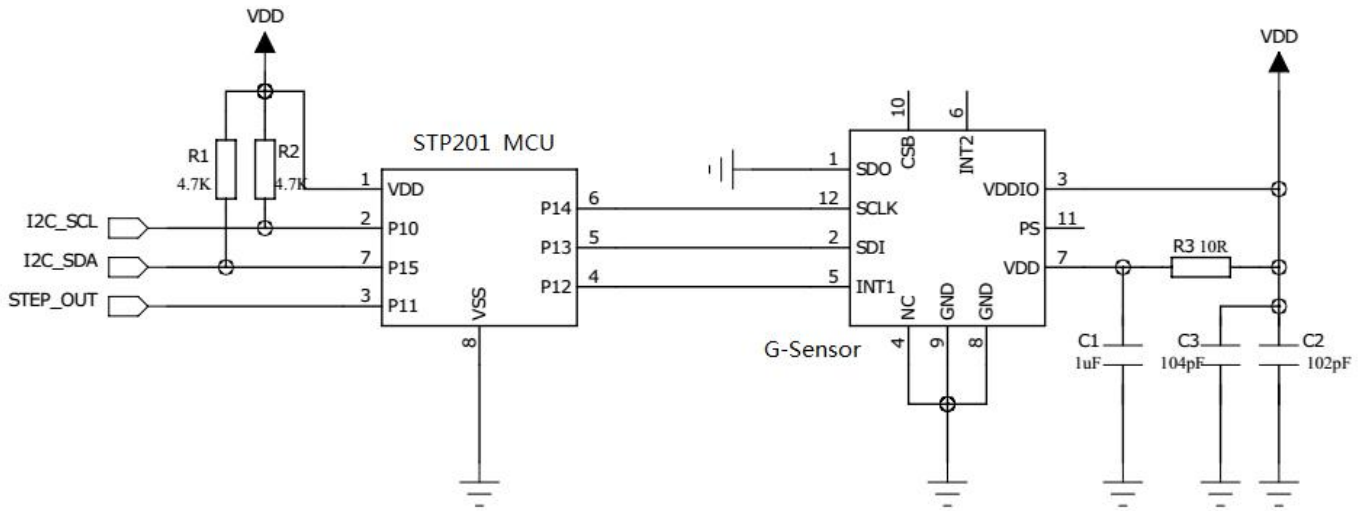 VDD
VDD
10
6
R1
R2
STP201 MCU
CSB
INT2
4.7K
4.7K
1
VDD
1
SDO
VDDIO
3
I2C_SCL
2
P10
P14
6
12
SCLK
PS
11
I2C_SDA
7
P15
P13
5
2
SDI
VDD
7
R3 10R
STEP_OUT
3
P11
VSS
P12
4
5
INT1
NC
GND
GND
8
G-Sensor
4
9
8
C1
1uF
C3
104pF
C2
102pF